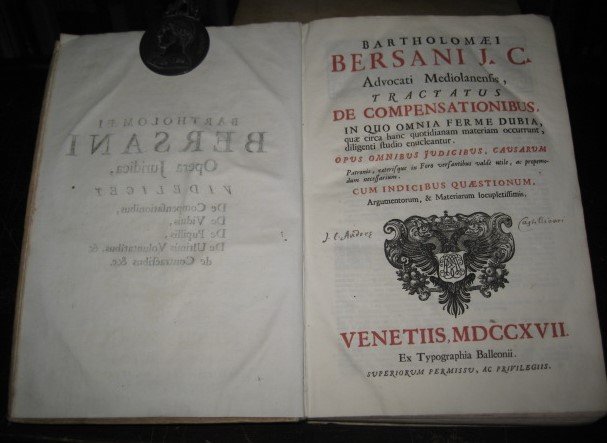 BARTHOLOMÆI
BERSANI
Opera Juridica,
VIDELICET
De Compensationibus,
De Viduis,
De Pupillis,
De Ultimis Voluntatibus &
de Contractibus &c.
BARTHOLOMÆI
BERSANI J. C.
Advocati Mediolanensis,
TRACTATUS
DE COMPENSATIONIBUS,
IN QUO OMNIA FERME DUBIA,
quæ circa hanc quotidianam materiam occurrunt,
diligenti studio enucleantur.
OPUS OMNIBUS JUDICIBUS, CAUSARUM
Patronis, cæterisque in Foro versantibus valde utile, ac propemo-
dum necessarium.
CUM INDICIBUS QUÆSTIONUM,
Argumentorum, & Materiarum locupletissimis.
VENETIIS, MDCCXVII.
Ex Typographia Balleonii.
SUPERIORUM PERMISSU, AC PRIVILEGIIS.